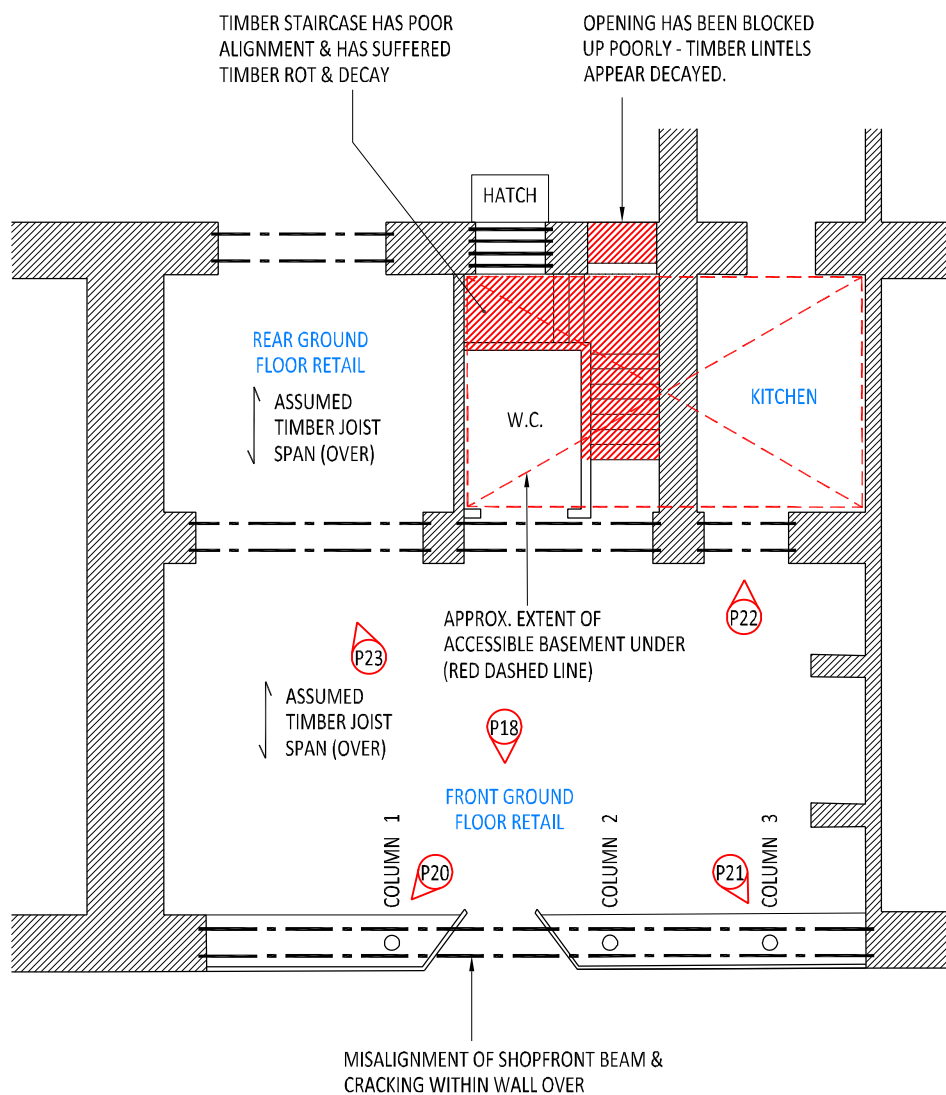 TIMBER STAIRCASE HAS POOR
ALIGNMENT & HAS SUFFERED
TIMBER ROT & DECAY
OPENING HAS BEEN BLOCKED
UP POORLY - TIMBER LINTELS
APPEAR DECAYED.
HATCH
REAR GROUND
FLOOR RETAIL
ASSUMED
TIMBER JOIST
SPAN (OVER)
W.C.
KITCHEN
APPROX. EXTENT OF
ACCESSIBLE BASEMENT UNDER
(RED DASHED LINE)
P22
P23
ASSUMED
TIMBER JOIST
SPAN (OVER)
P18
FRONT GROUND
FLOOR RETAIL
COLUMN 1
COLUMN 2
COLUMN 3
P20
P21
MISALIGNMENT OF SHOPFRONT BEAM &
CRACKING WITHIN WALL OVER